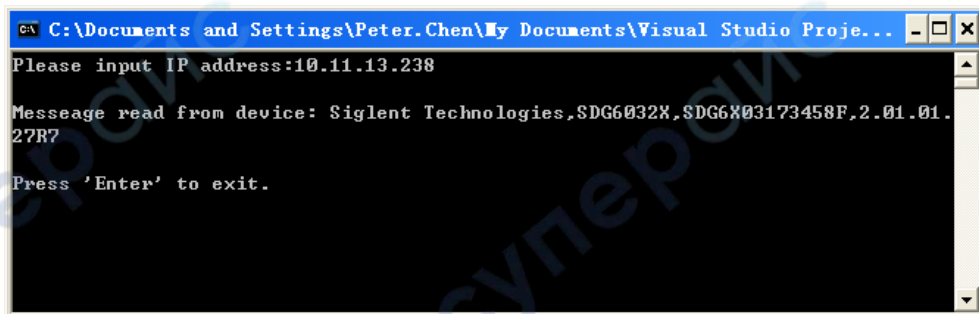 C:\Documents and Settings\Peter.Chen\My Documents\Visual Studio Proje...
Please input IP address:10.11.13.238
Messeage read from device: Siglent Technologies,SDG6032X,SDG6X03173458F,2.01.01.
27R7
Press 'Enter' to exit.
суперайс